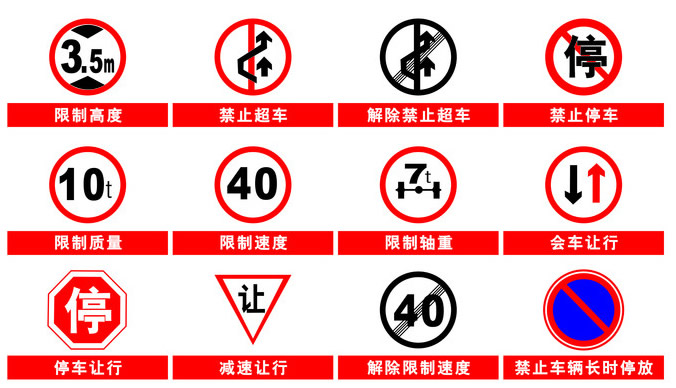 3.5m
停
限制高度
禁止超车
解除禁止超车
禁止停车
10t
40
7t
限制质量
限制速度
限制轴重
会车让行
停
让
40
停车让行
减速让行
解除限制速度
禁止车辆长时停放